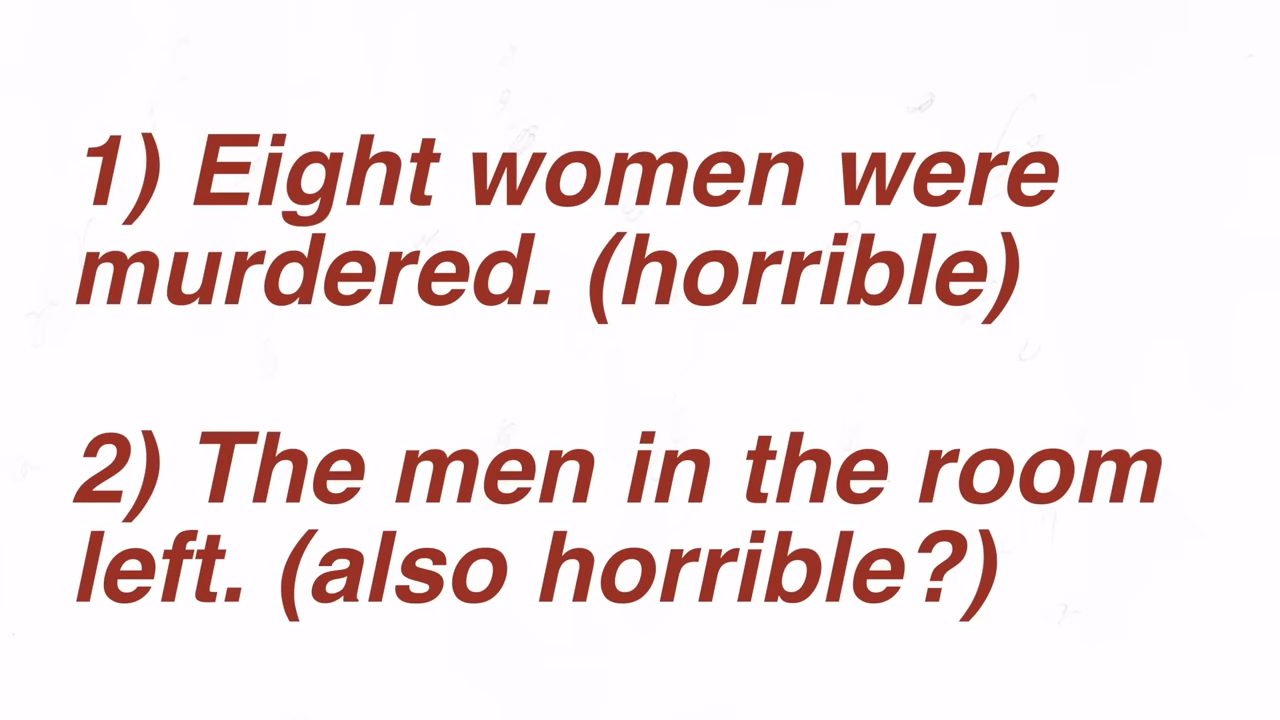 1) Eight women were
murdered. (horrible)
2) The men in the room
left. (also horrible?)